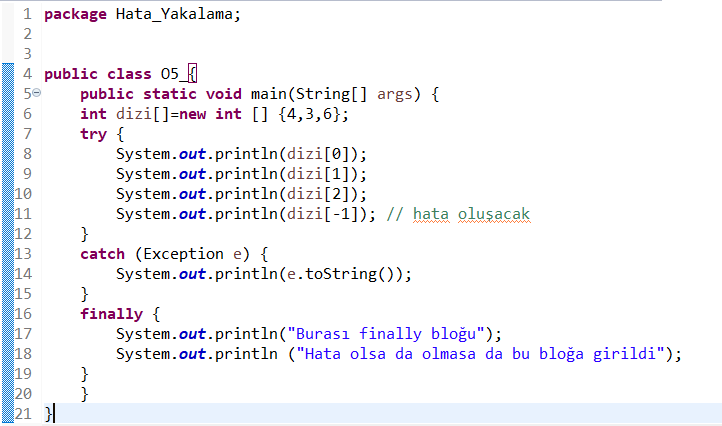 1 package Hata_Yakalama;
2
3
4 public class O5_{
5 public static void main(String[] args) {
6 int dizi[]=new int [] {4,3,6};
7 try {
8 System.out.println(dizi[0]);
9 System.out.println(dizi[1]);
10 System.out.println(dizi[2]);
11 System.out.println(dizi[-1]); // hata oluşacak
12 }
13 catch (Exception e) {
14 System.out.println(e.toString());
15 }
16 finally {
17 System.out.println("Burası finally bloğu");
18 System.out.println ("Hata olsa da olmasa da bu bloğa girildi");
19 }
20 }
21 }